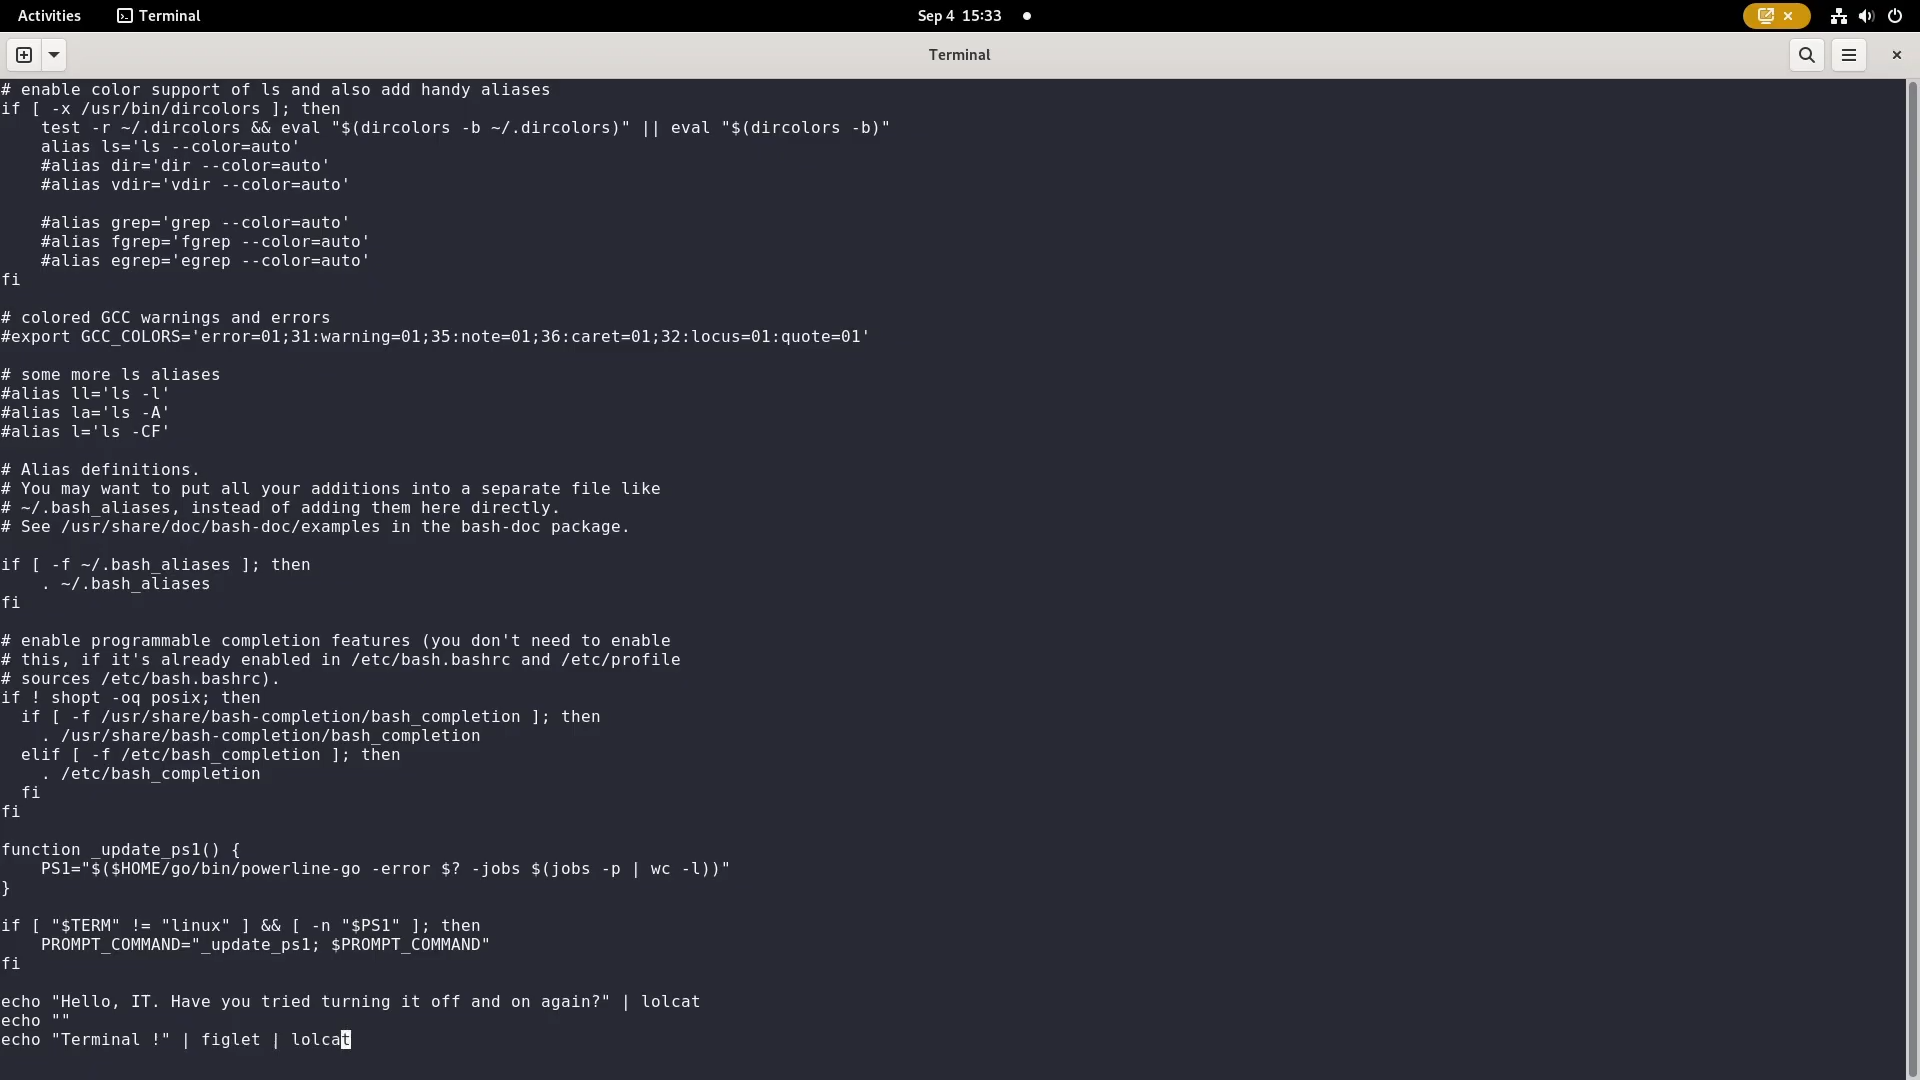 Activities Terminal Sep 4 15:33
Terminal
# enable color support of ls and also add handy aliases
if [ -x /usr/bin/dircolors ]; then
    test -r ~/.dircolors && eval "$(dircolors -b ~/.dircolors)" || eval "$(dircolors -b)"
    alias ls='ls --color=auto'
    #alias dir='dir --color=auto'
    #alias vdir='vdir --color=auto'

    #alias grep='grep --color=auto'
    #alias fgrep='fgrep --color=auto'
    #alias egrep='egrep --color=auto'
fi

# colored GCC warnings and errors
#export GCC_COLORS='error=01;31:warning=01;35:note=01;36:caret=01;32:locus=01:quote=01'

# some more ls aliases
#alias ll='ls -l'
#alias la='ls -A'
#alias l='ls -CF'

# Alias definitions.
# You may want to put all your additions into a separate file like
# ~/.bash_aliases, instead of adding them here directly.
# See /usr/share/doc/bash-doc/examples in the bash-doc package.

if [ -f ~/.bash_aliases ]; then
    . ~/.bash_aliases
fi

# enable programmable completion features (you don't need to enable
# this, if it's already enabled in /etc/bash.bashrc and /etc/profile
# sources /etc/bash.bashrc).
if ! shopt -oq posix; then
  if [ -f /usr/share/bash-completion/bash_completion ]; then
    . /usr/share/bash-completion/bash_completion
  elif [ -f /etc/bash_completion ]; then
    . /etc/bash_completion
  fi
fi

function _update_ps1() {
    PS1="$($HOME/go/bin/powerline-go -error $? -jobs $(jobs -p | wc -l))"
}

if [ "$TERM" != "linux" ] && [ -n "$PS1" ]; then
    PROMPT_COMMAND="_update_ps1; $PROMPT_COMMAND"
fi

echo "Hello, IT. Have you tried turning it off and on again?" | lolcat
echo ""
echo "Terminal !" | figlet | lolcat